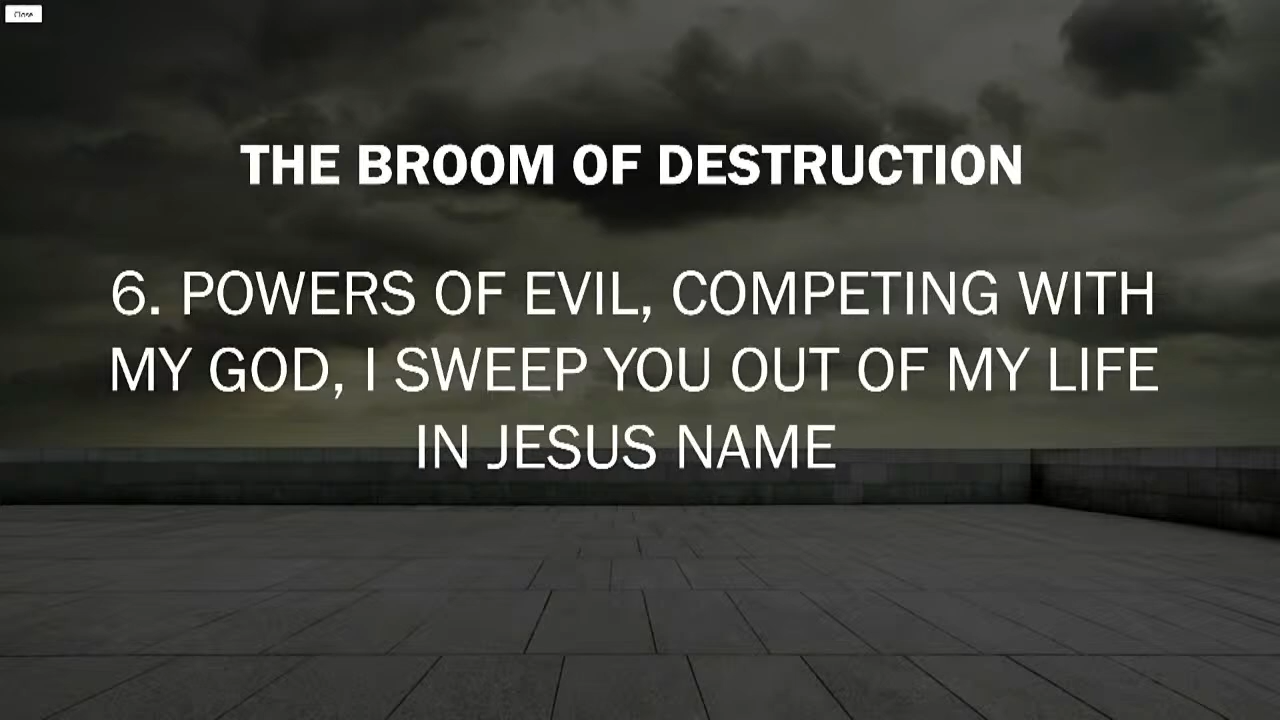 Close
THE BROOM OF DESTRUCTION
6. POWERS OF EVIL, COMPETING WITH
MY GOD, I SWEEP YOU OUT OF MY LIFE
IN JESUS NAME